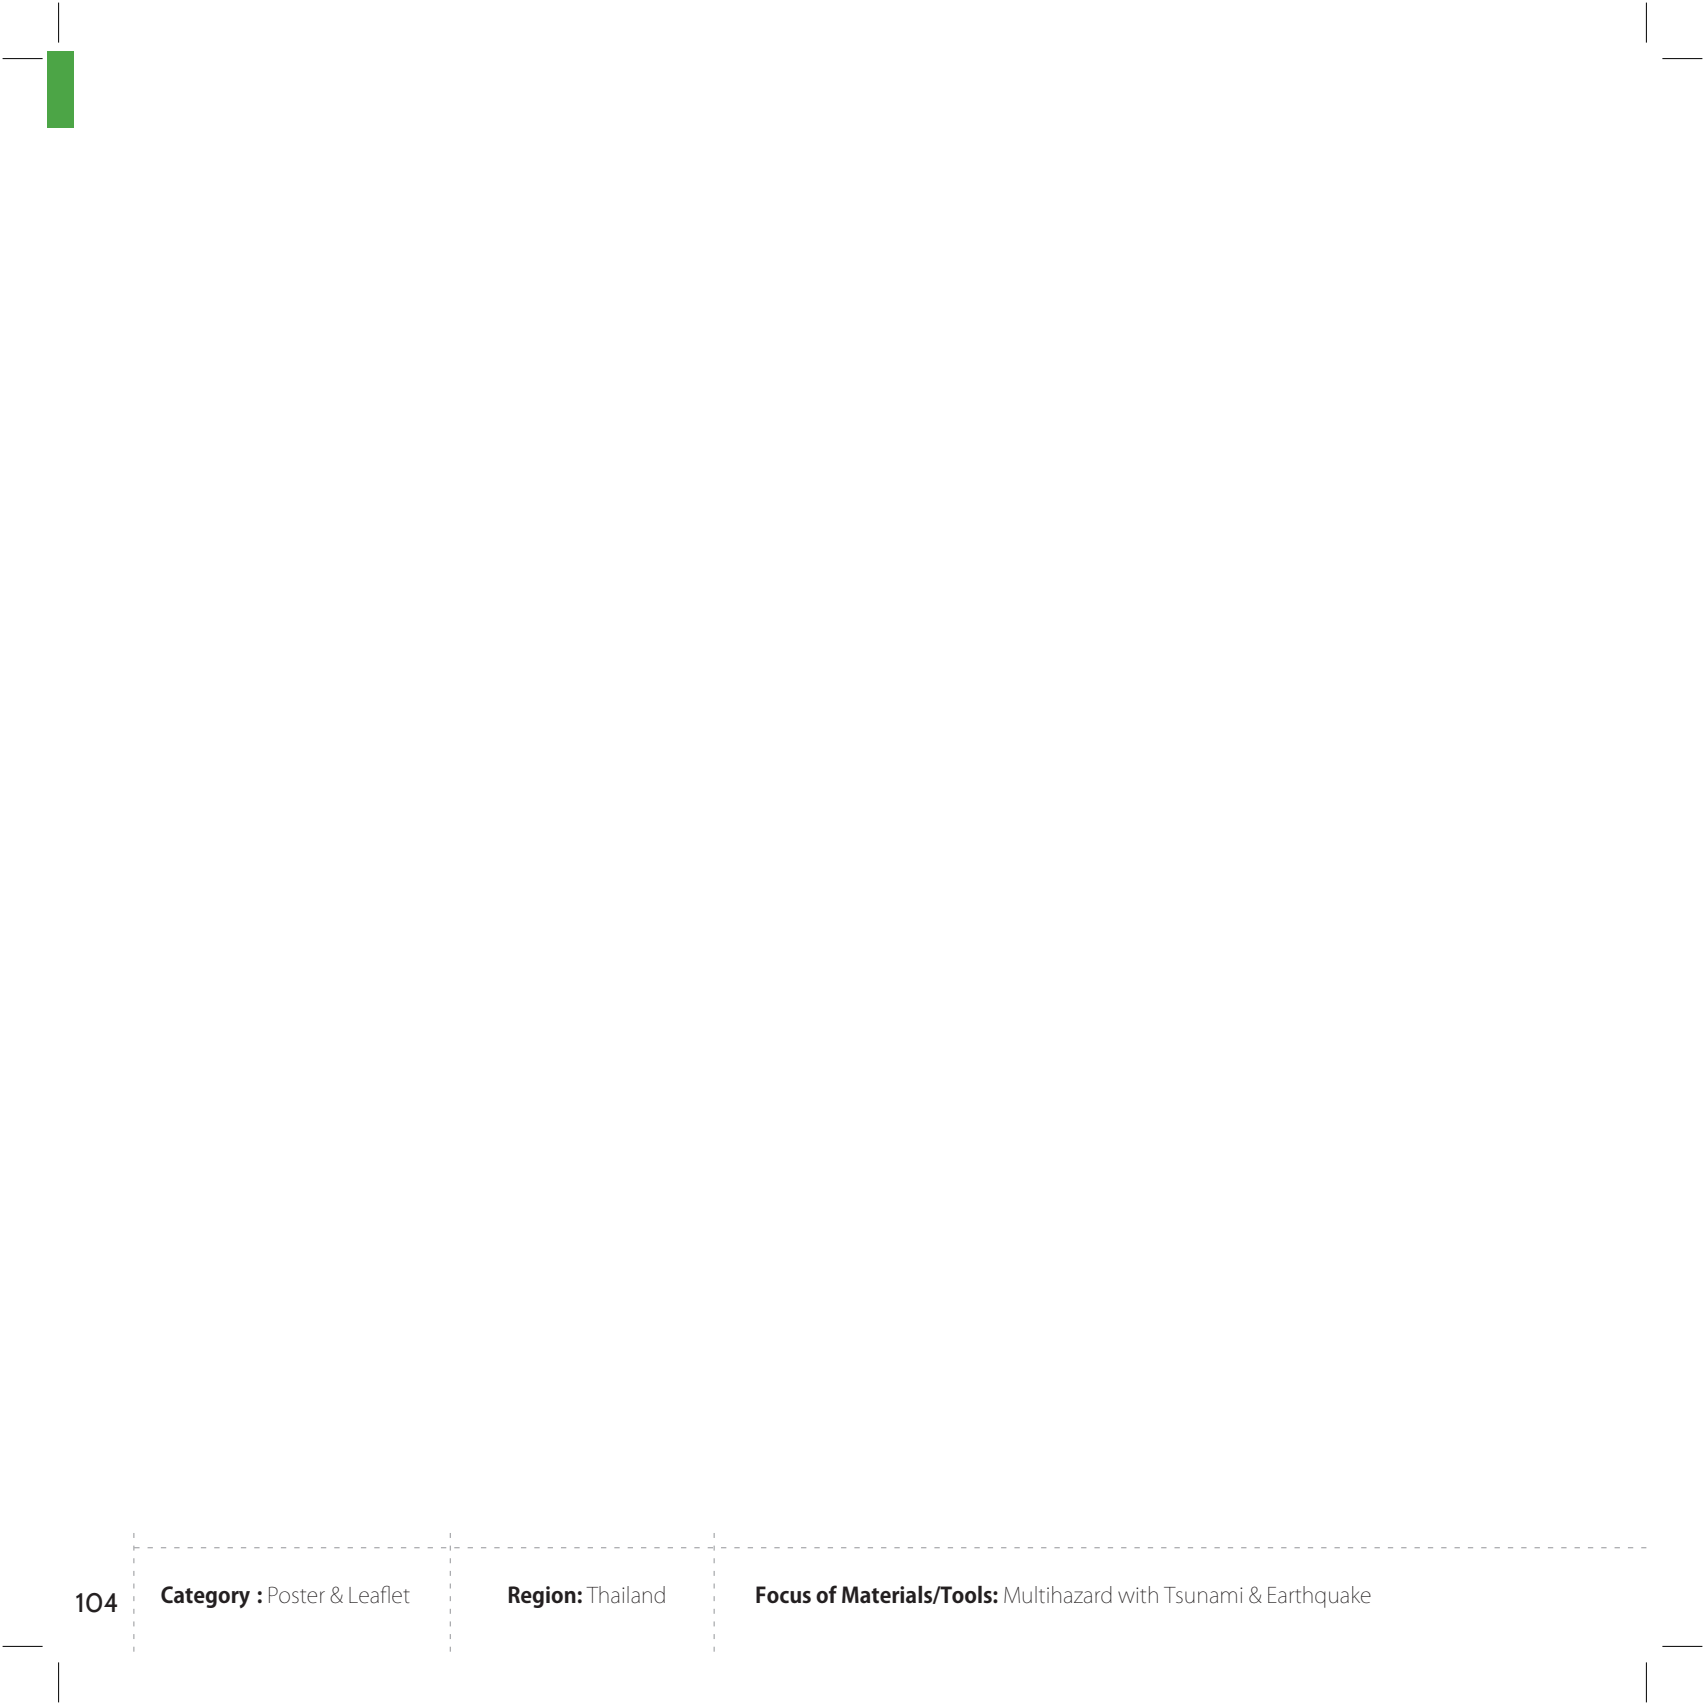 104 Category : Poster & Leaflet Region: Thailand Focus of Materials/Tools: Multihazard with Tsunami & Earthquake